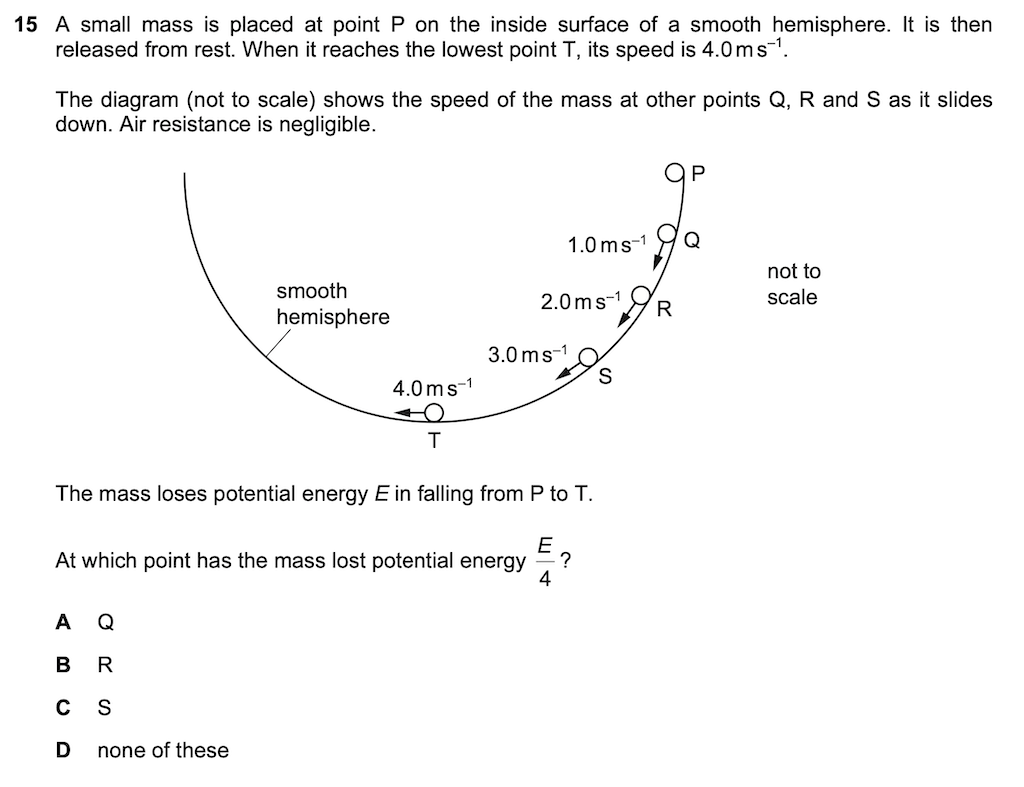 15 A small mass is placed at point P on the inside surface of a smooth hemisphere. It is then
released from rest. When it reaches the lowest point T, its speed is 4.0 m s⁻¹.
The diagram (not to scale) shows the speed of the mass at other points Q, R and S as it slides
down. Air resistance is negligible.
P
1.0 m s⁻¹ Q
not to
scale
smooth
hemisphere
2.0 m s⁻¹ R
3.0 m s⁻¹ S
4.0 m s⁻¹
T
The mass loses potential energy E in falling from P to T.
At which point has the mass lost potential energy E/4?
A Q
B R
C S
D none of these